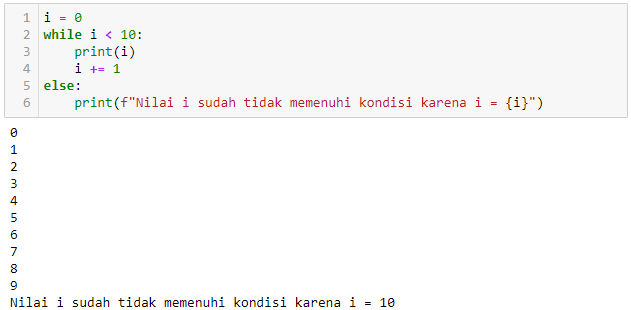 1 i = 0
2 while i < 10:
3     print(i)
4     i += 1
5 else:
6     print(f"Nilai i sudah tidak memenuhi kondisi karena i = {i}")
0
1
2
3
4
5
6
7
8
9
Nilai i sudah tidak memenuhi kondisi karena i = 10